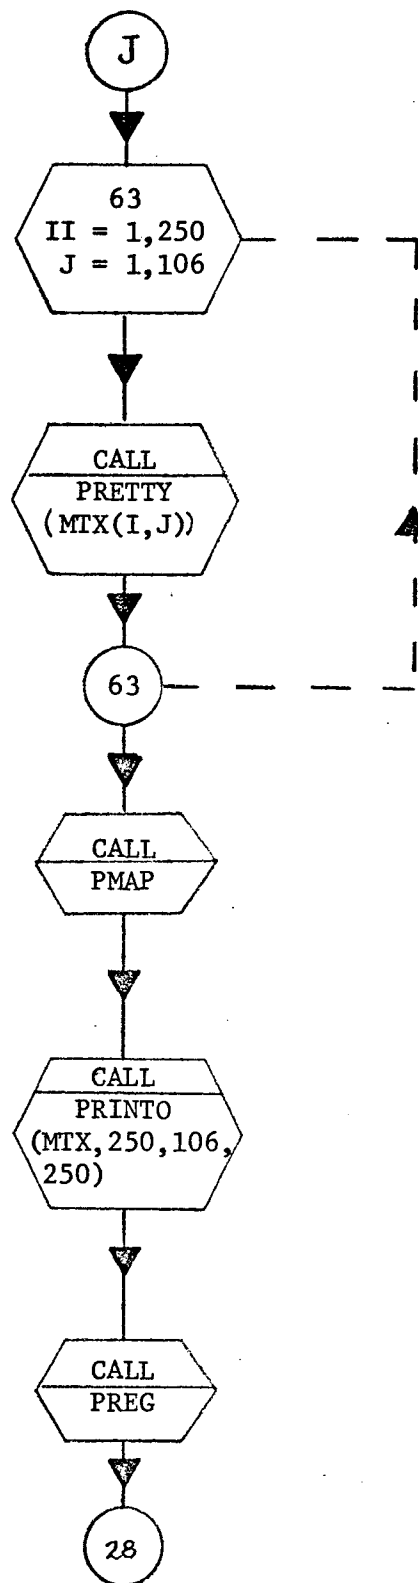 J
63
II = 1,250
J = 1,106
CALL
PRETTY
(MTX(I,J))
63
CALL
PMAP
CALL
PRINTO
(MTX,250,106,
250)
CALL
PREG
28